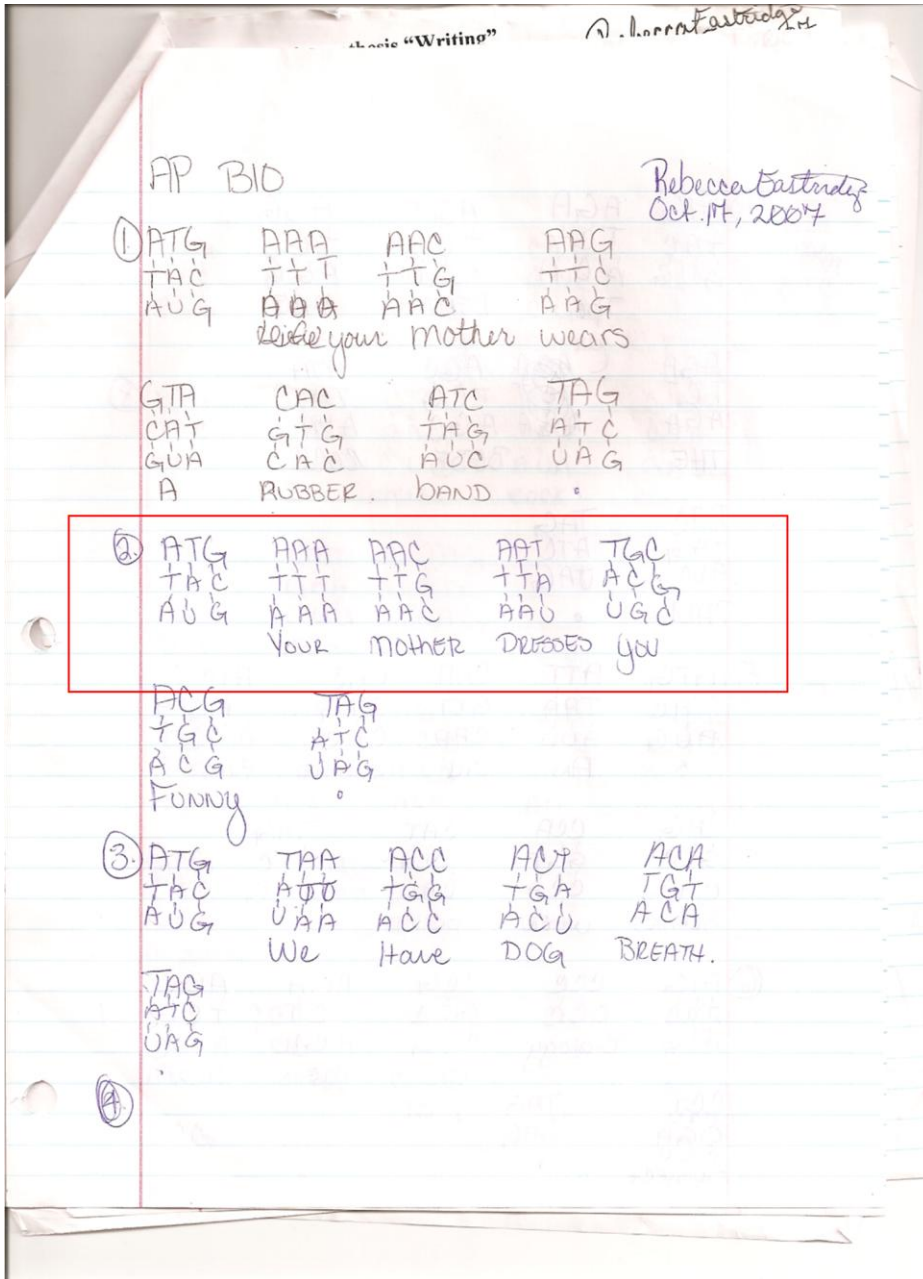 thesis "Writing" Rebecca Eastridge
AP BIO Rebecca Eastridge
Oct. 17, 2007
1. ATG AAA AAC AAG
TAC TTT TTG TTC
AUG AAA AAC AAG
your mother wears
GTA CAC ATC TAG
CAT GTG TAG ATC
GUA CAC AUC UAG
A RUBBER. bAND .
2. ATG AAA AAC AAT TGC
TAC TTT TTG TTA ACG
AUG AAA AAC AAU UGC
YOUR MOTHER DRESSES you
ACG TAG
TGC ATC
ACG UAG
FUNNY .
3. ATG TAA ACC ACT ACA
TAC ATT TGG TGA TGT
AUG UAA ACC ACU ACA
We Have DOG BREATH.
TAG
ATC
UAG
.
4.